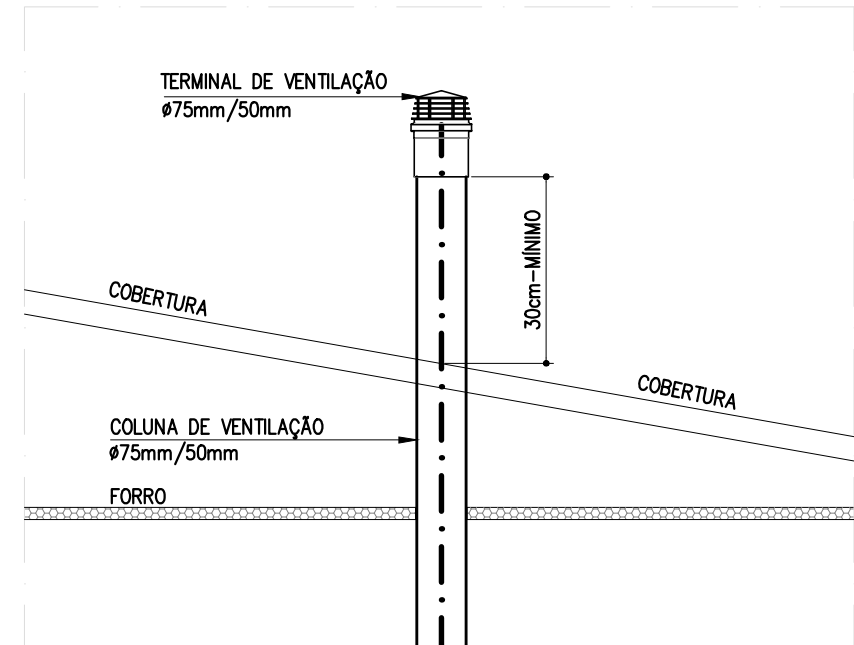 TERMINAL DE VENTILAÇÃO
ø75mm/50mm
30cm-MÍNIMO
COBERTURA
COBERTURA
COLUNA DE VENTILAÇÃO
ø75mm/50mm
FORRO